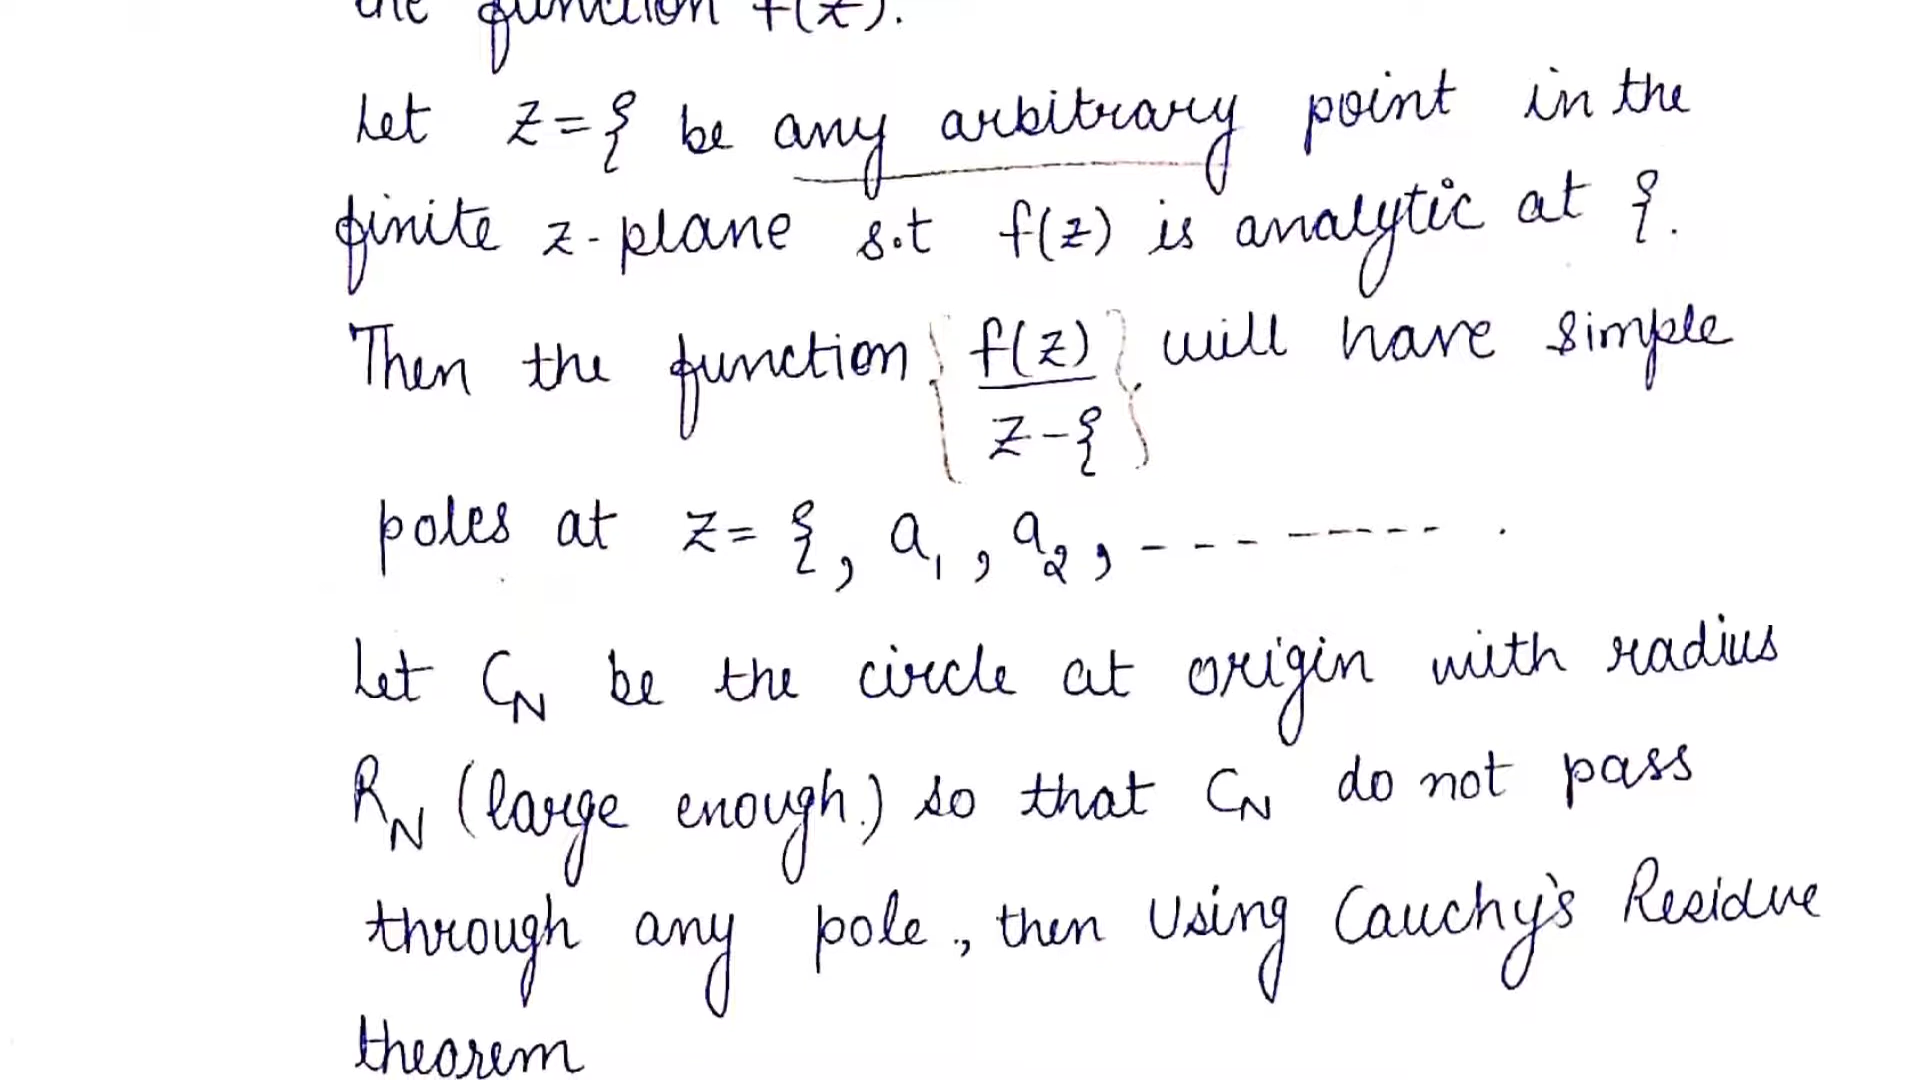 the function f(z).
Let z=ξ be any arbitrary point in the
finite z-plane s.t f(z) is analytic at ξ.
Then the function { f(z) / z-ξ } will have simple
poles at z= ξ, a₁, a₂, --- ----- .
Let C_N be the circle at origin with radius
R_N (large enough.) so that C_N do not pass
through any pole., then Using Cauchy's Residue
theorem